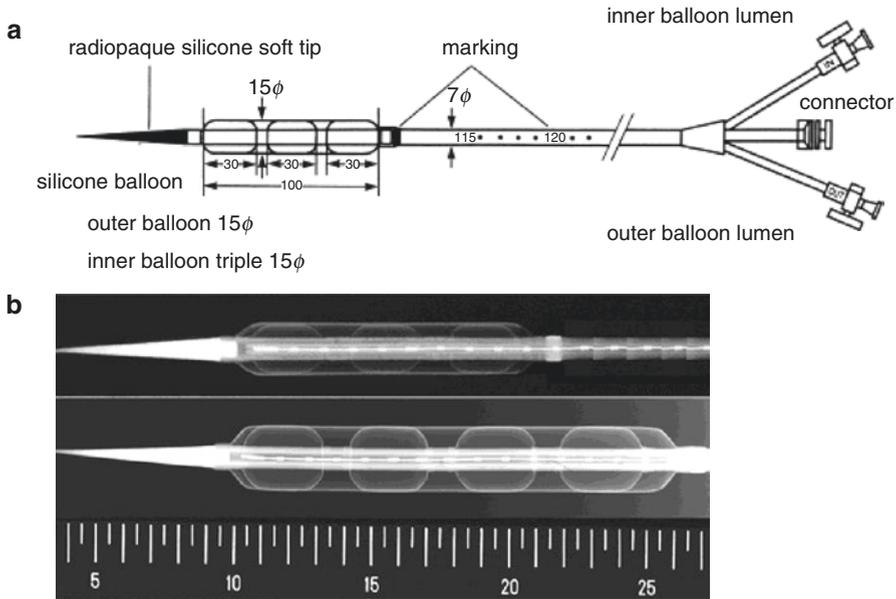 a
inner balloon lumen
radiopaque silicone soft tip
marking
IN
15ϕ
7ϕ
connector
115
120
30 30 30
100
silicone balloon
OUT
outer balloon 15ϕ
outer balloon lumen
inner balloon triple 15ϕ
b
5 10 15 20 25